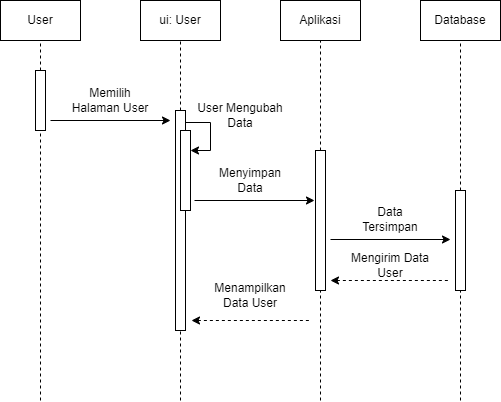 User
ui: User
Aplikasi
Database
Memilih
Halaman User
User Mengubah
Data
Menyimpan
Data
Data
Tersimpan
Mengirim Data
User
Menampilkan
Data User